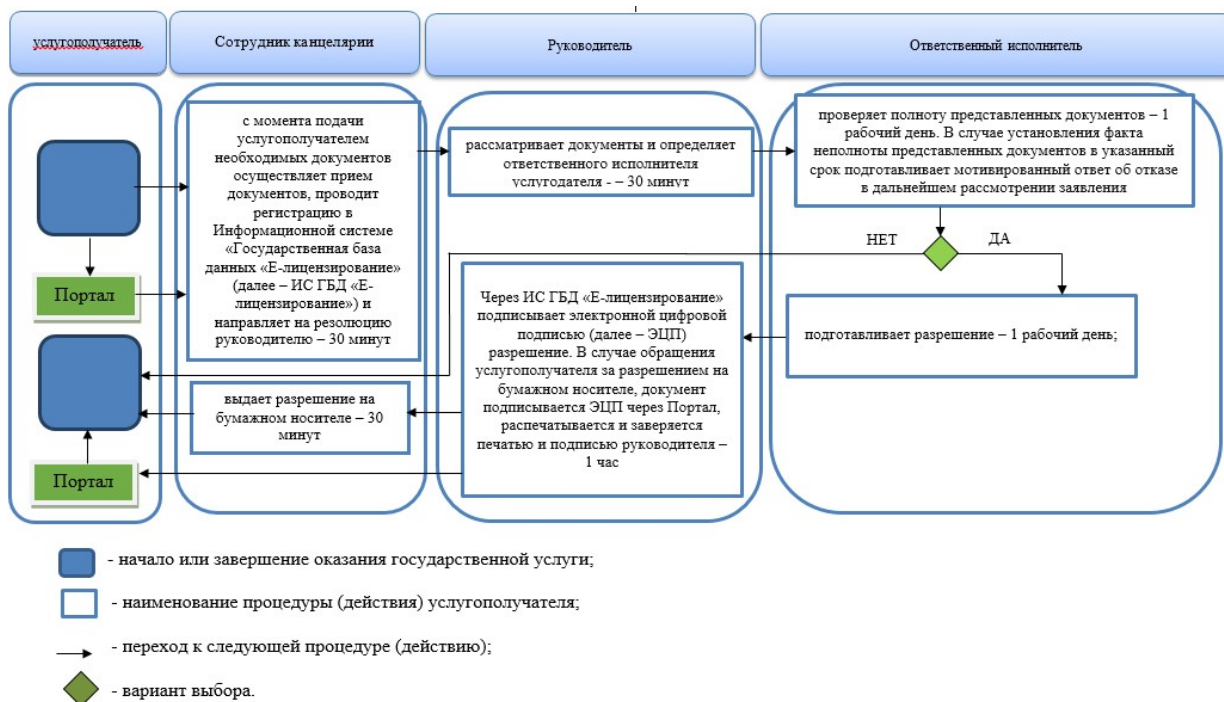 услугополучатель
Сотрудник канцелярии
Руководитель
Ответственный исполнитель
с момента подачи
услугополучателем
необходимых документов
осуществляет прием
документов, проводит
регистрацию в
Информационной системе
«Государственная база
данных «Е-лицензирование»
(далее – ИС ГБД «Е-
лицензирование») и
направляет на резолюцию
руководителю – 30 минут
рассматривает документы и определяет
ответственного исполнителя
услугодателя - – 30 минут
проверяет полноту представленных документов – 1
рабочий день. В случае установления факта
неполноты представленных документов в указанный
срок подготавливает мотивированный ответ об отказе
в дальнейшем рассмотрении заявления
НЕТ
ДА
Портал
Через ИС ГБД «Е-лицензирование»
подписывает электронной цифровой
подписью (далее – ЭЦП)
разрешение. В случае обращения
услугополучателя за разрешением на
бумажном носителе, документ
подписывается ЭЦП через Портал,
распечатывается и заверяется
печатью и подписью руководителя –
1 час
подготавливает разрешение – 1 рабочий день;
выдает разрешение на
бумажном носителе – 30
минут
Портал
- начало или завершение оказания государственной услуги;
- наименование процедуры (действия) услугополучателя;
- переход к следующей процедуре (действию);
- вариант выбора.